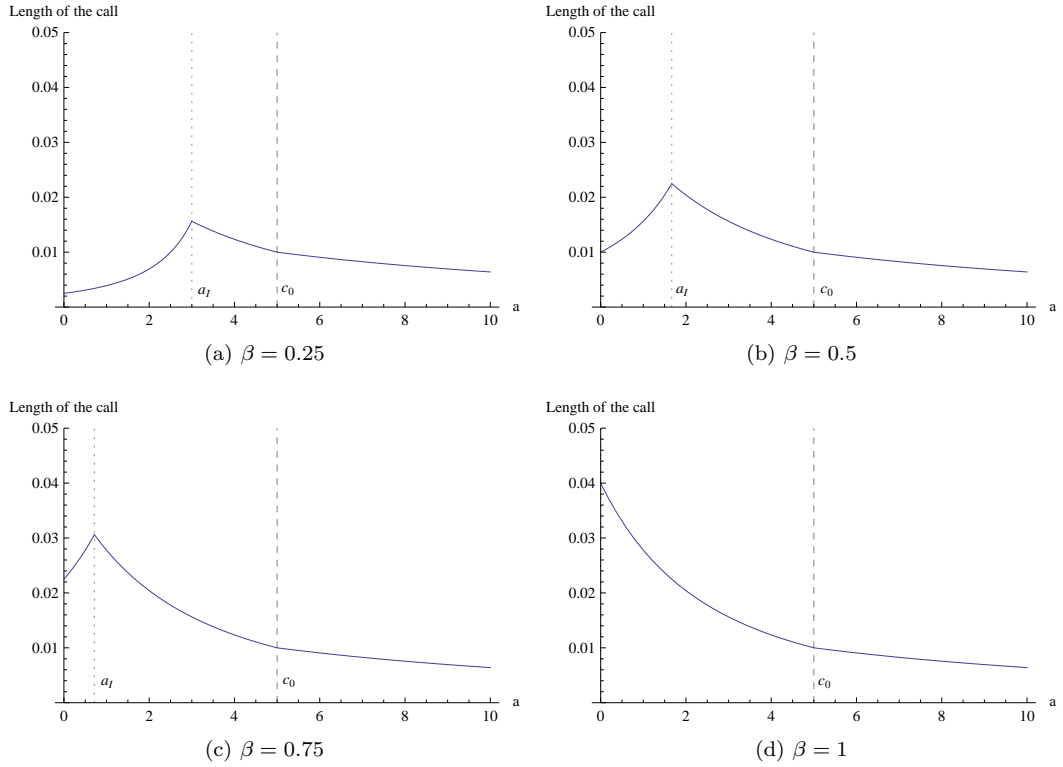 Length of the call
0.05
0.04
0.03
0.02
0.01
a_I
c_0
0 2 4 6 8 10 a
(a) β = 0.25
Length of the call
0.05
0.04
0.03
0.02
0.01
a_I
c_0
0 2 4 6 8 10 a
(b) β = 0.5
Length of the call
0.05
0.04
0.03
0.02
0.01
a_I
c_0
0 2 4 6 8 10 a
(c) β = 0.75
Length of the call
0.05
0.04
0.03
0.02
0.01
c_0
0 2 4 6 8 10 a
(d) β = 1